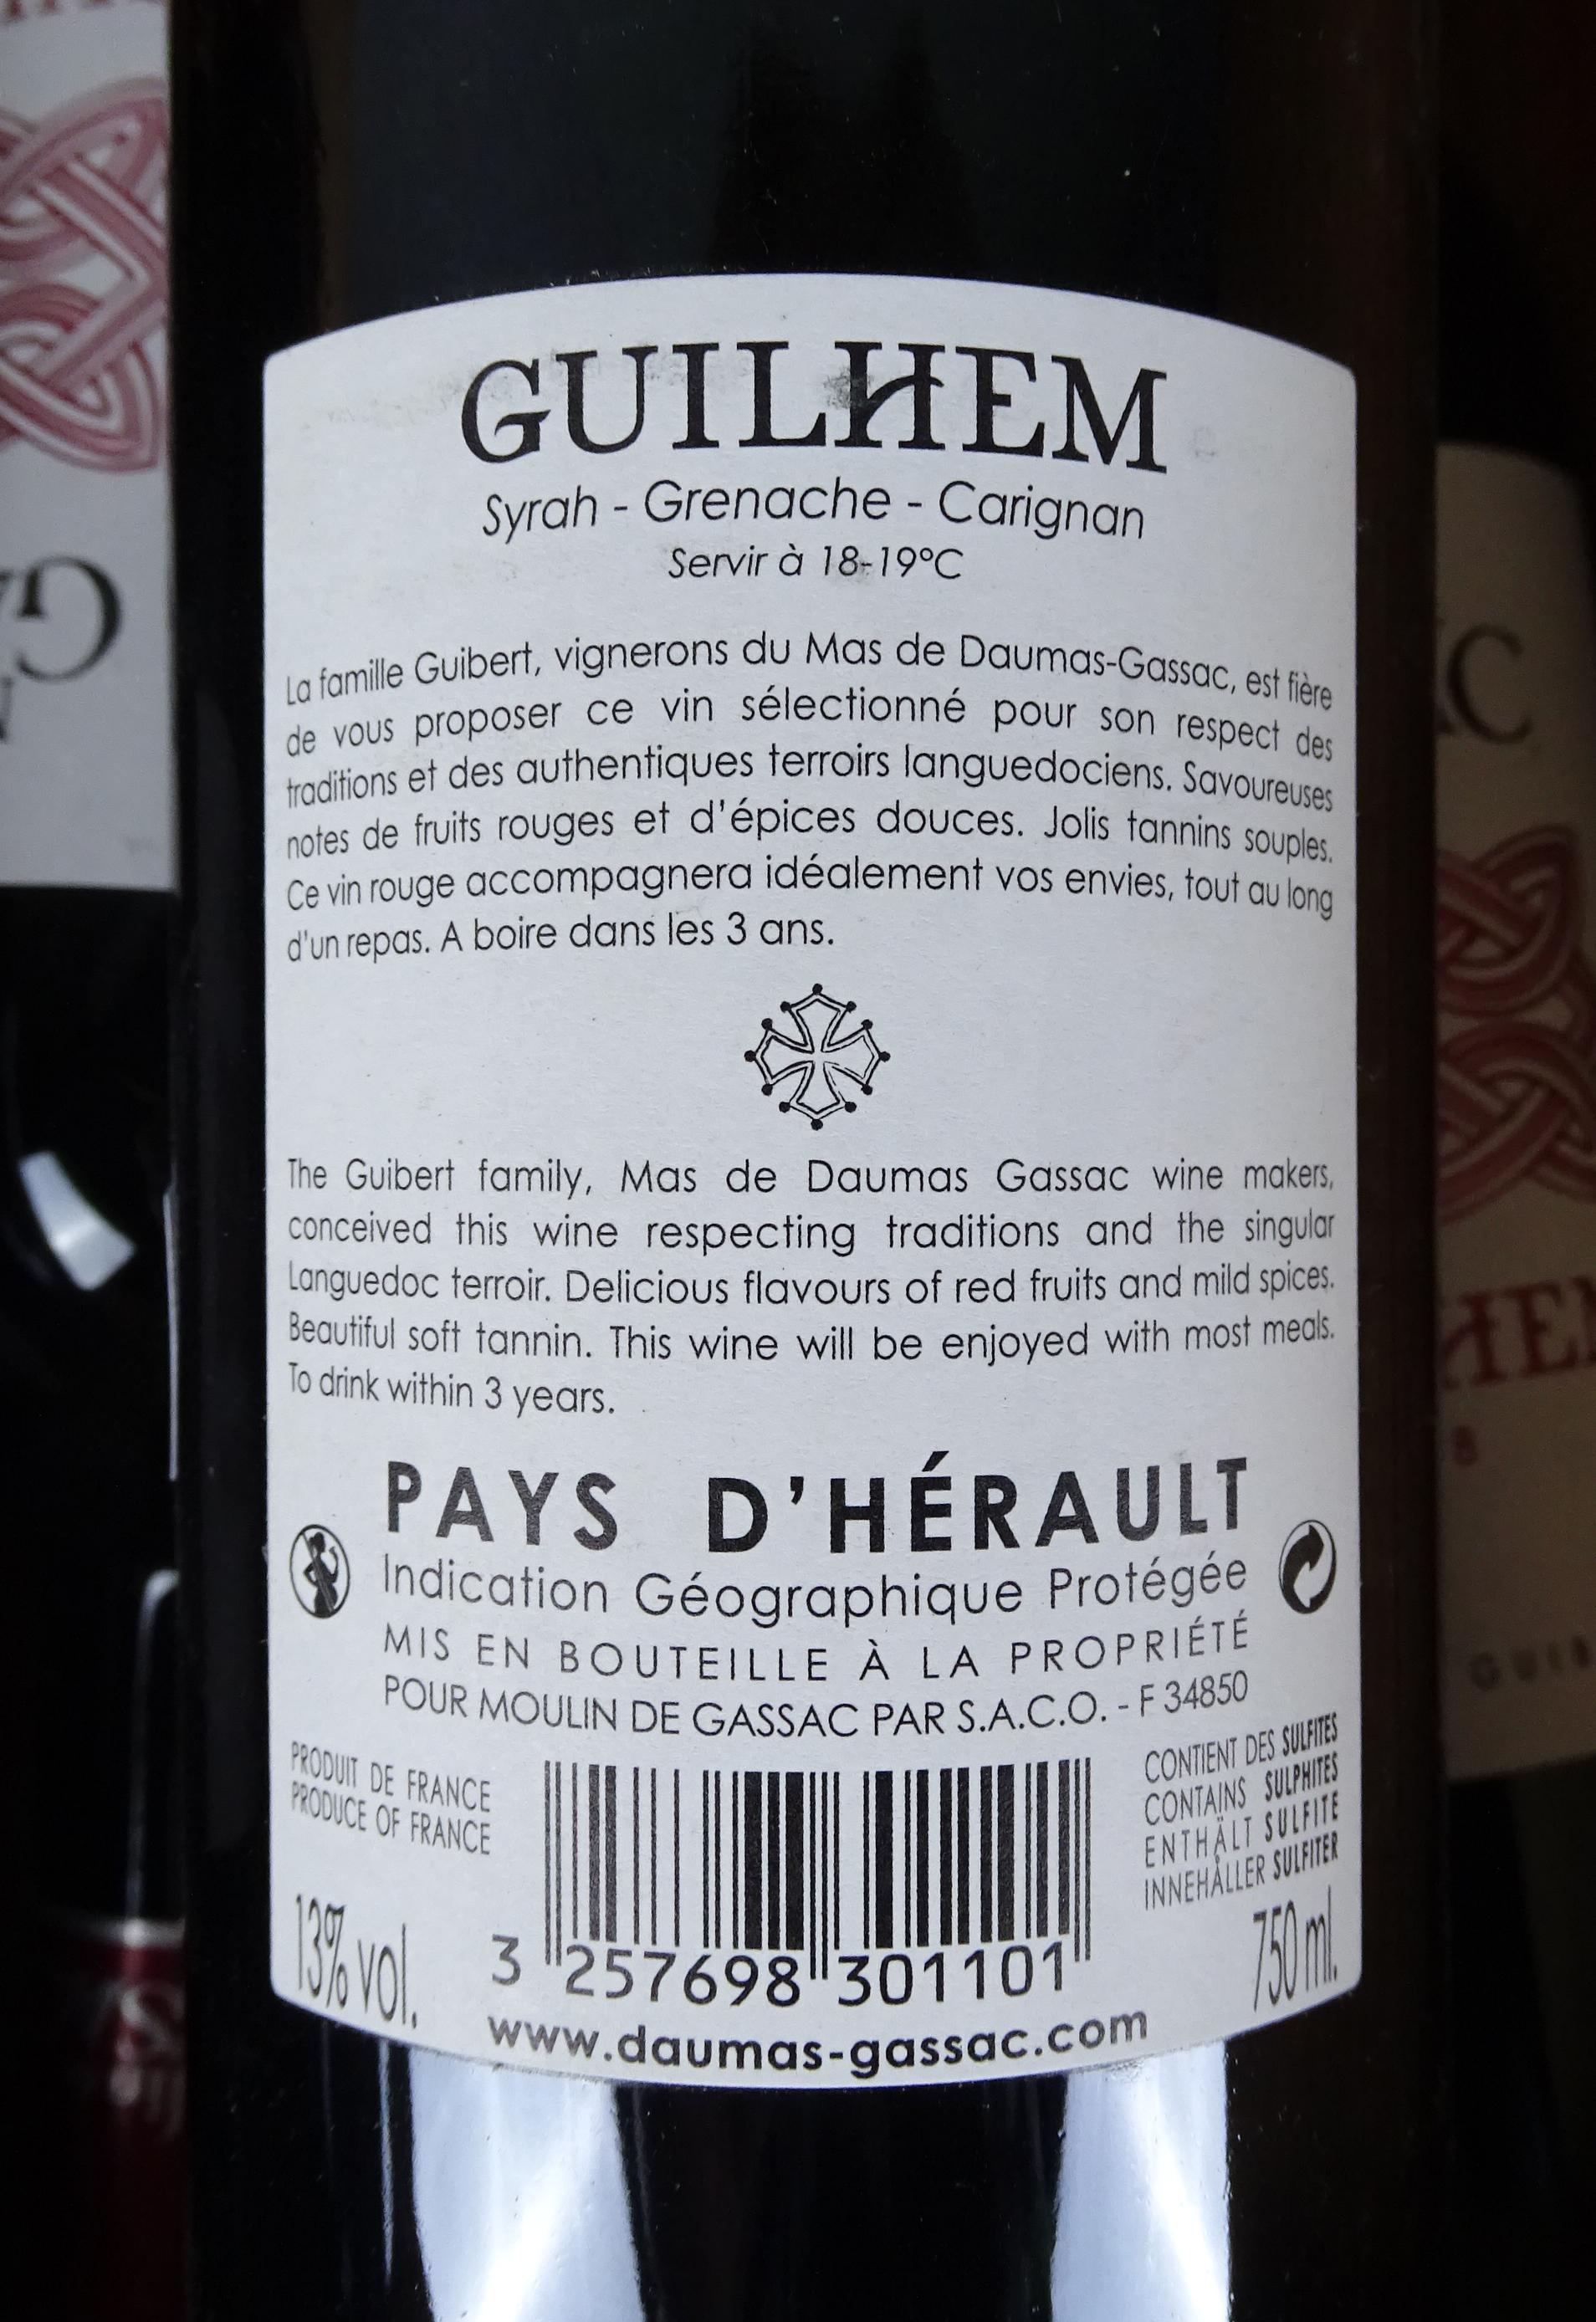 GUILHEM
Syrah - Grenache - Carignan
Servir à 18-19°C
La famille Guibert, vignerons du Mas de Daumas-Gassac, est fière
de vous proposer ce vin sélectionné pour son respect des
traditions et des authentiques terroirs languedociens. Savoureuses
notes de fruits rouges et d'épices douces. Jolis tannins souples.
Ce vin rouge accompagnera idéalement vos envies, tout au long
d'un repas. A boire dans les 3 ans.
The Guibert family, Mas de Daumas Gassac wine makers,
conceived this wine respecting traditions and the singular
Languedoc terroir. Delicious flavours of red fruits and mild spices.
Beautiful soft tannin. This wine will be enjoyed with most meals.
To drink within 3 years.
PAYS D'HÉRAULT
Indication Géographique Protégée
MIS EN BOUTEILLE À LA PROPRIÉTÉ
POUR MOULIN DE GASSAC PAR S.A.C.O. - F 34850
PRODUIT DE FRANCE
PRODUCE OF FRANCE
CONTIENT DES SULFITES
CONTAINS SULPHITES
ENTHÄLT SULFITE
INNEHÅLLER SULFITER
13% vol.
3 257698 301101
750 ml.
www.daumas-gassac.com